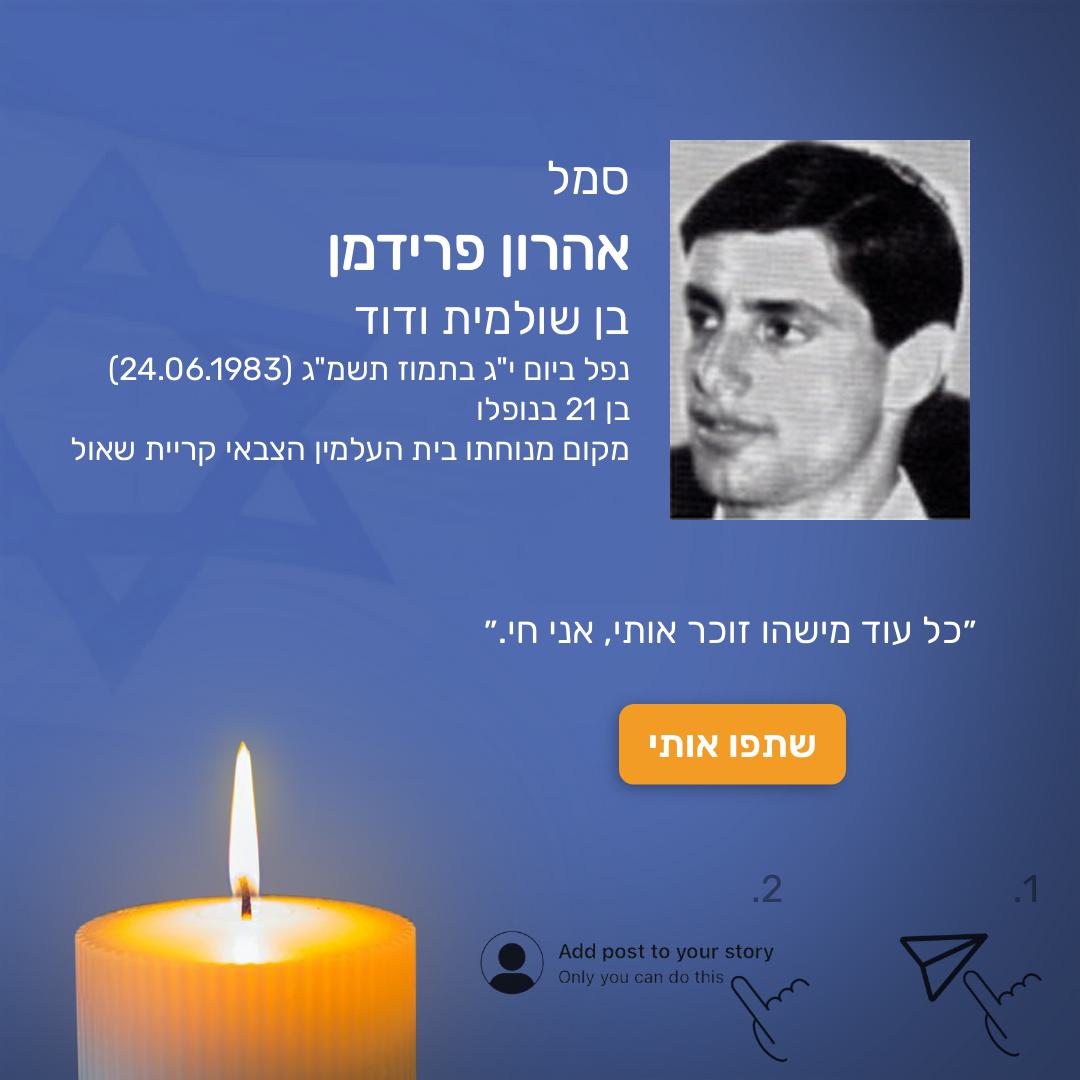 סמל
אהרון פרידמן
בן שולמית ודוד
נפל ביום י"ג בתמוז תשמ"ג (24.06.1983)
בן 21 בנופלו
מקום מנוחתו בית העלמין הצבאי קריית שאול
״כל עוד מישהו זוכר אותי, אני חי.״
שתפו אותי
.1
.2
Add post to your story
Only you can do this